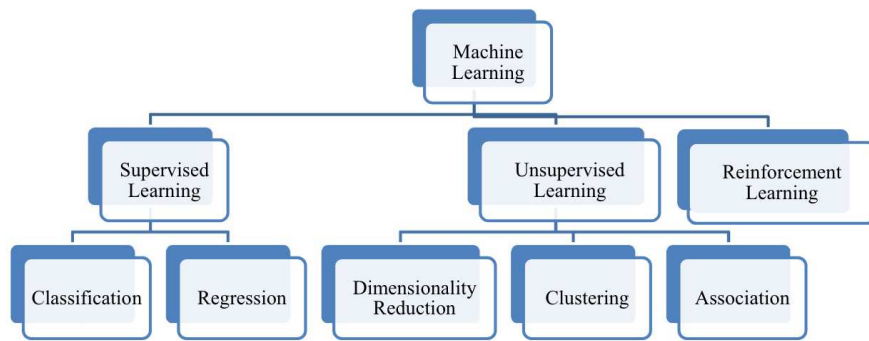 Machine
Learning
Supervised
Learning
Unsupervised
Learning
Reinforcement
Learning
Classification
Regression
Dimensionality
Reduction
Clustering
Association